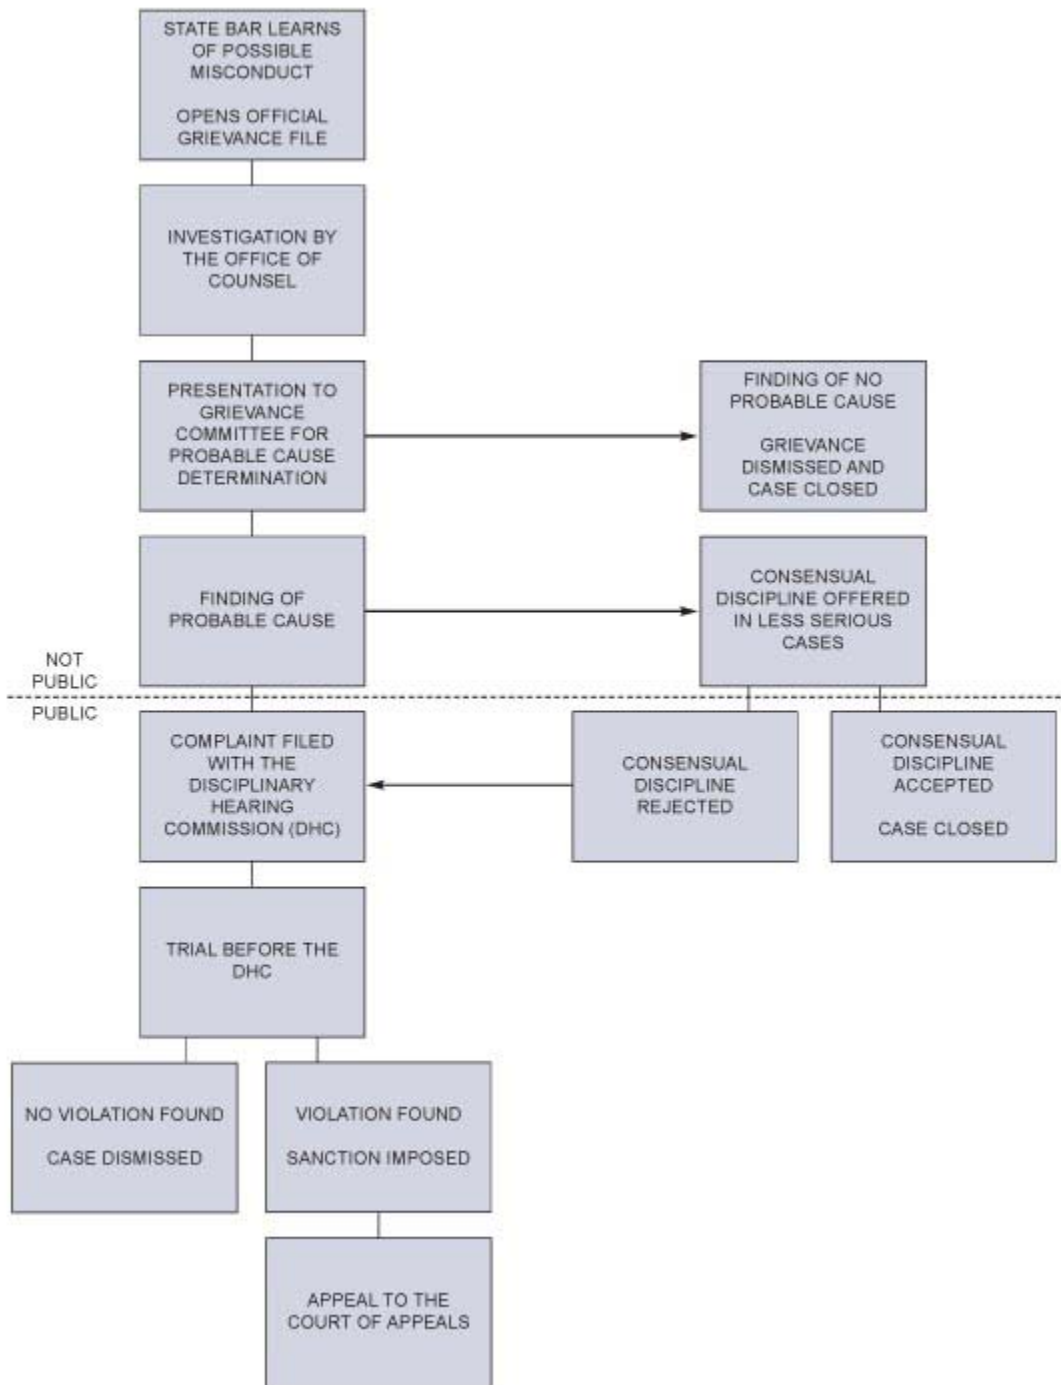 STATE BAR LEARNS
OF POSSIBLE
MISCONDUCT
OPENS OFFICIAL
GRIEVANCE FILE
INVESTIGATION BY
THE OFFICE OF
COUNSEL
PRESENTATION TO
GRIEVANCE
COMMITTEE FOR
PROBABLE CAUSE
DETERMINATION
FINDING OF NO
PROBABLE CAUSE
GRIEVANCE
DISMISSED AND
CASE CLOSED
FINDING OF
PROBABLE CAUSE
CONSENSUAL
DISCIPLINE OFFERED
IN LESS SERIOUS
CASES
NOT
PUBLIC
PUBLIC
COMPLAINT FILED
WITH THE
DISCIPLINARY
HEARING
COMMISSION (DHC)
CONSENSUAL
DISCIPLINE
REJECTED
CONSENSUAL
DISCIPLINE
ACCEPTED
CASE CLOSED
TRIAL BEFORE THE
DHC
NO VIOLATION FOUND
CASE DISMISSED
VIOLATION FOUND
SANCTION IMPOSED
APPEAL TO THE
COURT OF APPEALS